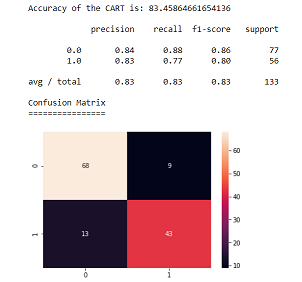 Accuracy of the CART is: 83.45864661654136
precision recall f1-score support
0.0 0.84 0.88 0.86 77
1.0 0.83 0.77 0.80 56
avg / total 0.83 0.83 0.83 133
Confusion Matrix
================
0 68 9
1 13 43
0 1
60
50
40
30
20
10